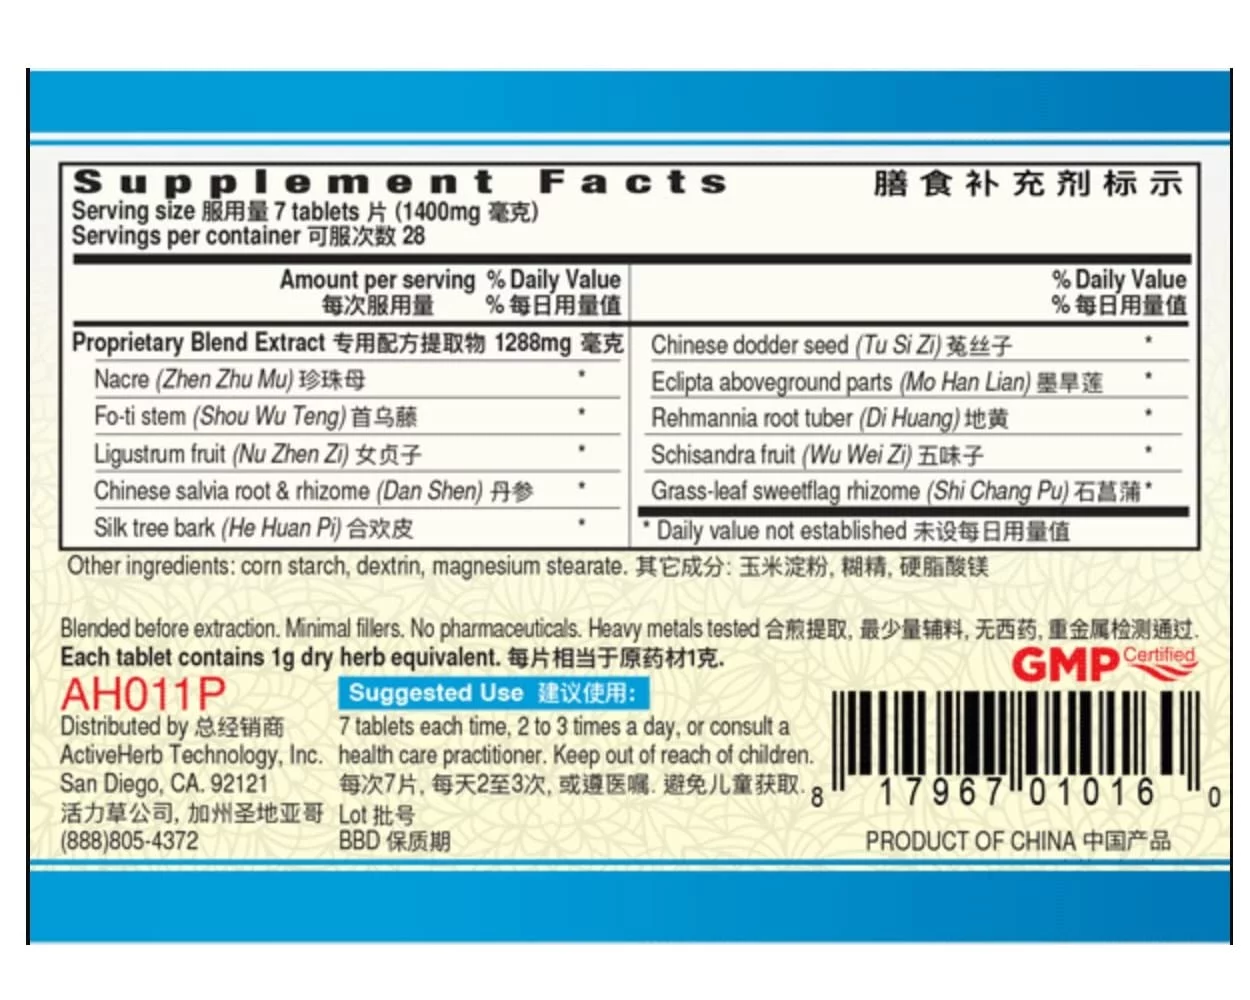 Supplement Facts 膳食补充剂标示
Serving size 服用量 7 tablets 片 (1400mg 毫克)
Servings per container 可服次数 28
Amount per serving % Daily Value
每次服用量 % 每日用量值
Proprietary Blend Extract 专用配方提取物 1288mg 毫克
Nacre (Zhen Zhu Mu) 珍珠母 *
Fo-ti stem (Shou Wu Teng) 首乌藤 *
Ligustrum fruit (Nu Zhen Zi) 女贞子 *
Chinese salvia root & rhizome (Dan Shen) 丹参 *
Silk tree bark (He Huan Pi) 合欢皮 *
% Daily Value
% 每日用量值
Chinese dodder seed (Tu Si Zi) 菟丝子 *
Eclipta aboveground parts (Mo Han Lian) 墨旱莲 *
Rehmannia root tuber (Di Huang) 地黄 *
Schisandra fruit (Wu Wei Zi) 五味子 *
Grass-leaf sweetflag rhizome (Shi Chang Pu) 石菖蒲 *
* Daily value not established 未设每日用量值
Other ingredients: corn starch, dextrin, magnesium stearate. 其它成分: 玉米淀粉, 糊精, 硬脂酸镁
Blended before extraction. Minimal fillers. No pharmaceuticals. Heavy metals tested 合煎提取, 最少量辅料, 无西药, 重金属检测通过.
Each tablet contains 1g dry herb equivalent. 每片相当于原药材1克.
GMP Certified
AH011P
Distributed by 总经销商
ActiveHerb Technology, Inc.
San Diego, CA. 92121
活力草公司, 加州圣地亚哥
(888)805-4372
Suggested Use 建议使用:
7 tablets each time, 2 to 3 times a day, or consult a
health care practitioner. Keep out of reach of children.
每次7片, 每天2至3次, 或遵医嘱. 避免儿童获取.
Lot 批号
BBD 保质期
8 17967 01016 0
PRODUCT OF CHINA 中国产品